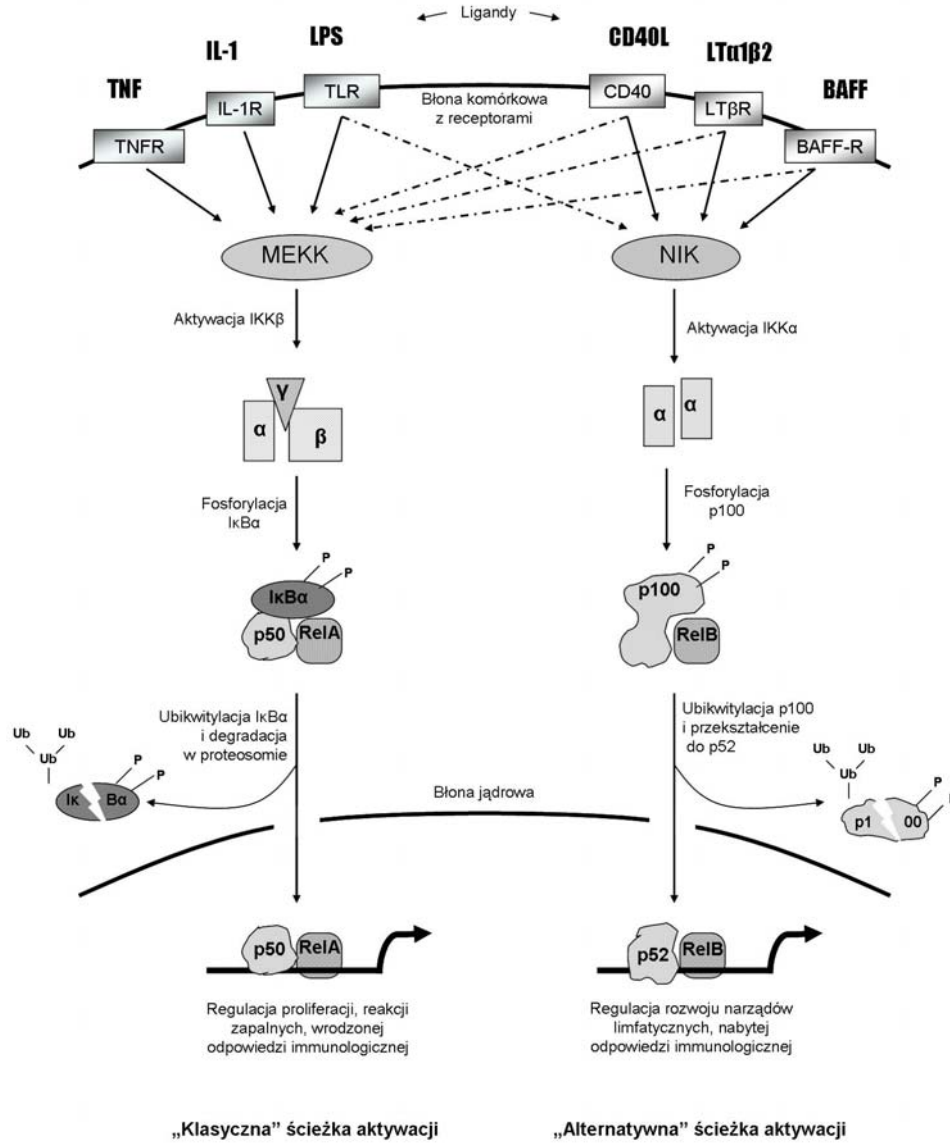 Ligandy
LPS
CD40L
IL-1
LTα1β2
TNF
BAFF
TLR
CD40
IL-1R
Błona komórkowa
z receptorami
LTβR
TNFR
BAFF-R
MEKK
NIK
Aktywacja IKKβ
Aktywacja IKKα
γ
α
β
α
α
Fosforylacja
IκBα
Fosforylacja
p100
P
P
IκBα
p50
RelA
P
P
p100
RelB
Ubikwitylacja IκBα
i degradacja
w proteosomie
Ubikwitylacja p100
i przekształcenie
do p52
Ub
Ub
Ub
P
P
Iκ
Bα
Ub
Ub
Ub
P
p1
00
Błona jądrowa
p50
RelA
p52
RelB
Regulacja proliferacji, reakcji
zapalnych, wrodzonej
odpowiedzi immunologicznej
Regulacja rozwoju narządów
limfatycznych, nabytej
odpowiedzi immunologicznej
„Klasyczna” ścieżka aktywacji
„Alternatywna” ścieżka aktywacji